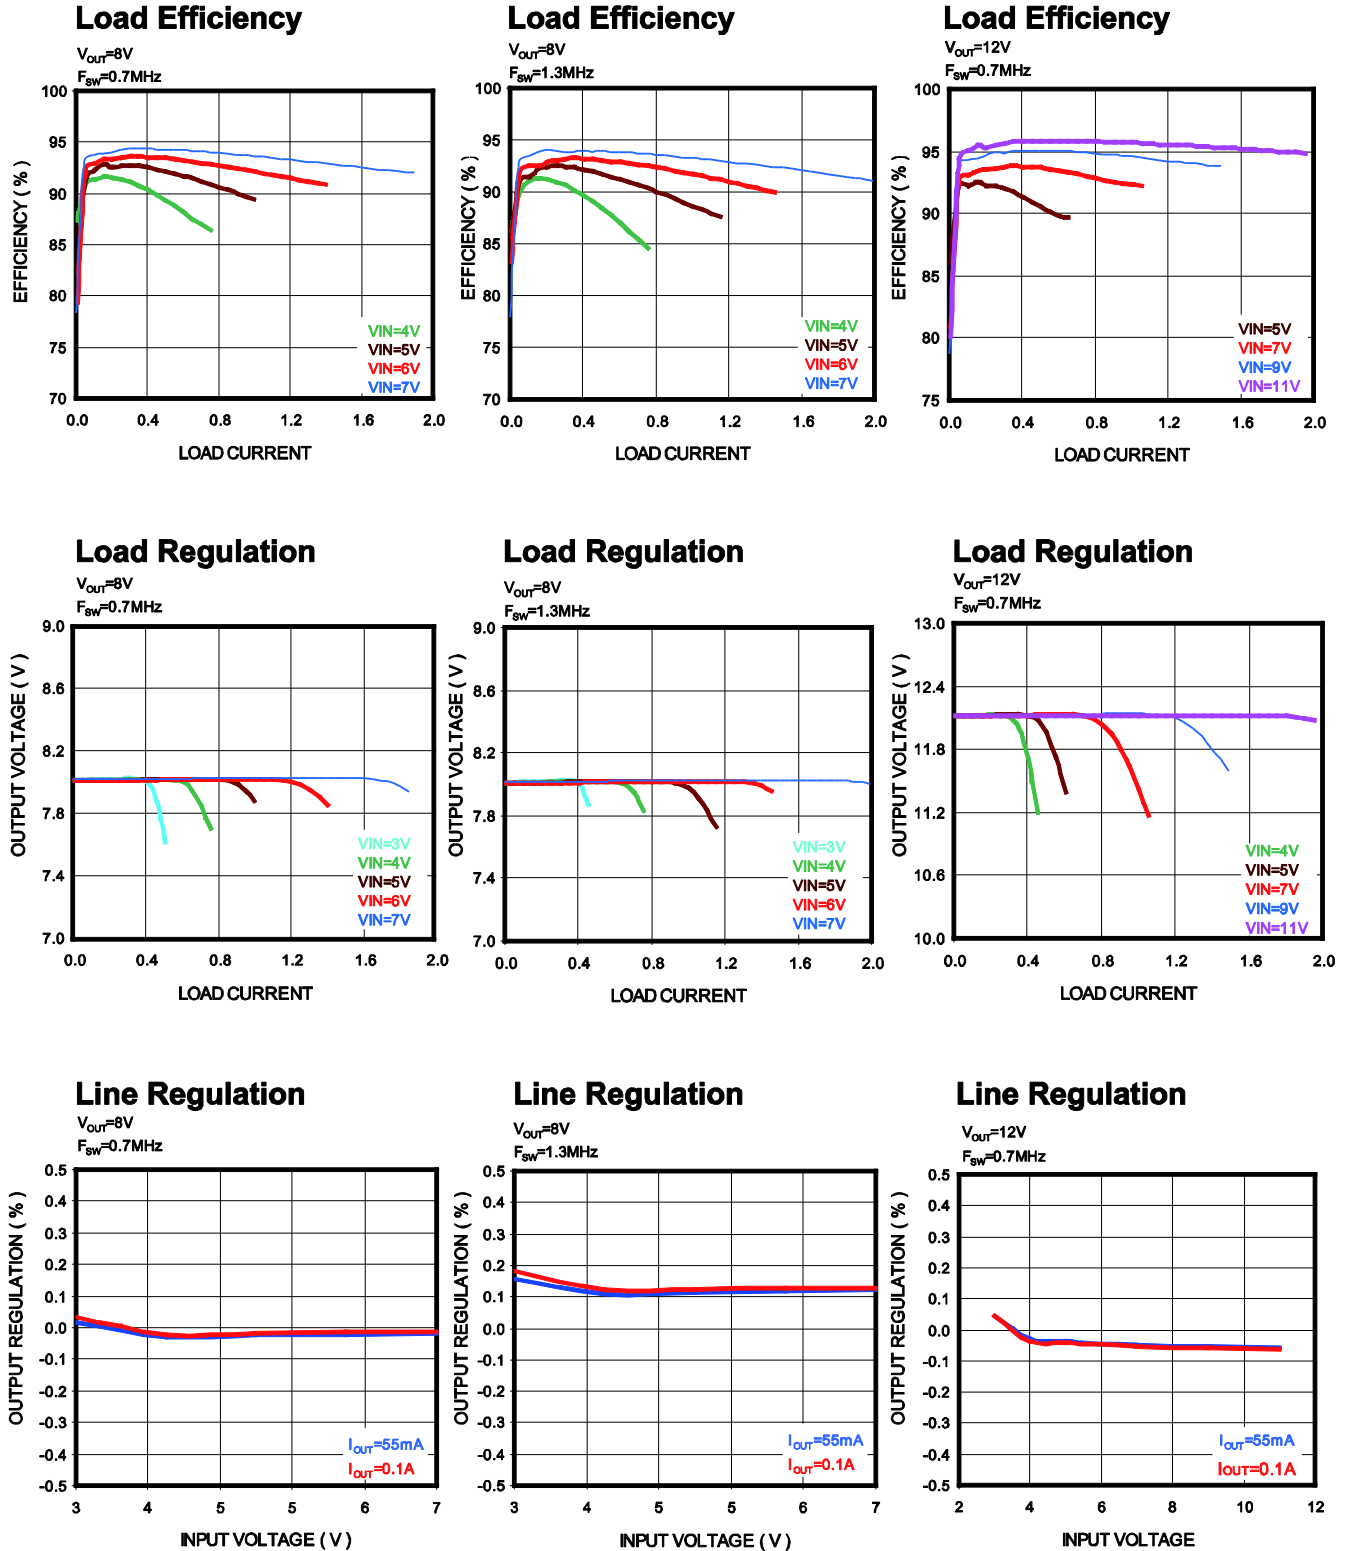 Load Efficiency
VOUT=8V
FSW=0.7MHz
EFFICIENCY ( % )
100
95
90
85
80
75
70
VIN=4V
VIN=5V
VIN=6V
VIN=7V
0.0 0.4 0.8 1.2 1.6 2.0
LOAD CURRENT
Load Efficiency
VOUT=8V
FSW=1.3MHz
EFFICIENCY ( % )
100
95
90
85
80
75
70
VIN=4V
VIN=5V
VIN=6V
VIN=7V
0.0 0.4 0.8 1.2 1.6 2.0
LOAD CURRENT
Load Efficiency
VOUT=12V
FSW=0.7MHz
EFFICIENCY ( % )
100
95
90
85
80
75
VIN=5V
VIN=7V
VIN=9V
VIN=11V
0.0 0.4 0.8 1.2 1.6 2.0
LOAD CURRENT
Load Regulation
VOUT=8V
FSW=0.7MHz
OUTPUT VOLTAGE ( V )
9.0
8.6
8.2
7.8
7.4
7.0
VIN=3V
VIN=4V
VIN=5V
VIN=6V
VIN=7V
0.0 0.4 0.8 1.2 1.6 2.0
LOAD CURRENT
Load Regulation
VOUT=8V
FSW=1.3MHz
OUTPUT VOLTAGE ( V )
9.0
8.6
8.2
7.8
7.4
7.0
VIN=3V
VIN=4V
VIN=5V
VIN=6V
VIN=7V
0.0 0.4 0.8 1.2 1.6 2.0
LOAD CURRENT
Load Regulation
VOUT=12V
FSW=0.7MHz
OUTPUT VOLTAGE ( V )
13.0
12.4
11.8
11.2
10.6
10.0
VIN=4V
VIN=5V
VIN=7V
VIN=9V
VIN=11V
0.0 0.4 0.8 1.2 1.6 2.0
LOAD CURRENT
Line Regulation
VOUT=8V
FSW=0.7MHz
OUTPUT REGULATION ( % )
0.5
0.4
0.3
0.2
0.1
0.0
-0.1
-0.2
-0.3
-0.4
-0.5
IOUT=55mA
IOUT=0.1A
3 4 5 5 6 7
INPUT VOLTAGE ( V )
Line Regulation
VOUT=8V
FSW=1.3MHz
OUTPUT REGULATION ( % )
0.5
0.4
0.3
0.2
0.1
0.0
-0.1
-0.2
-0.3
-0.4
-0.5
IOUT=55mA
IOUT=0.1A
3 4 5 5 6 7
INPUT VOLTAGE ( V )
Line Regulation
VOUT=12V
FSW=0.7MHz
OUTPUT REGULATION ( % )
0.5
0.4
0.3
0.2
0.1
0.0
-0.1
-0.2
-0.3
-0.4
-0.5
IOUT=55mA
IOUT=0.1A
2 4 6 8 10 12
INPUT VOLTAGE